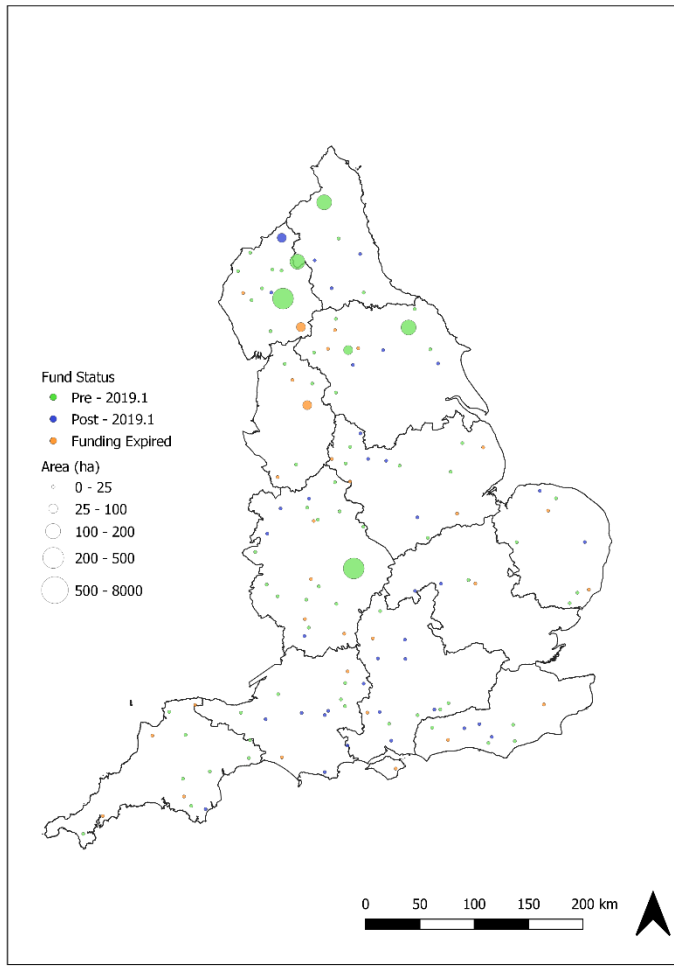 Fund Status
Pre - 2019.1
Post - 2019.1
Funding Expired
Area (ha)
0 - 25
25 - 100
100 - 200
200 - 500
500 - 8000
0 50 100 150 200 km